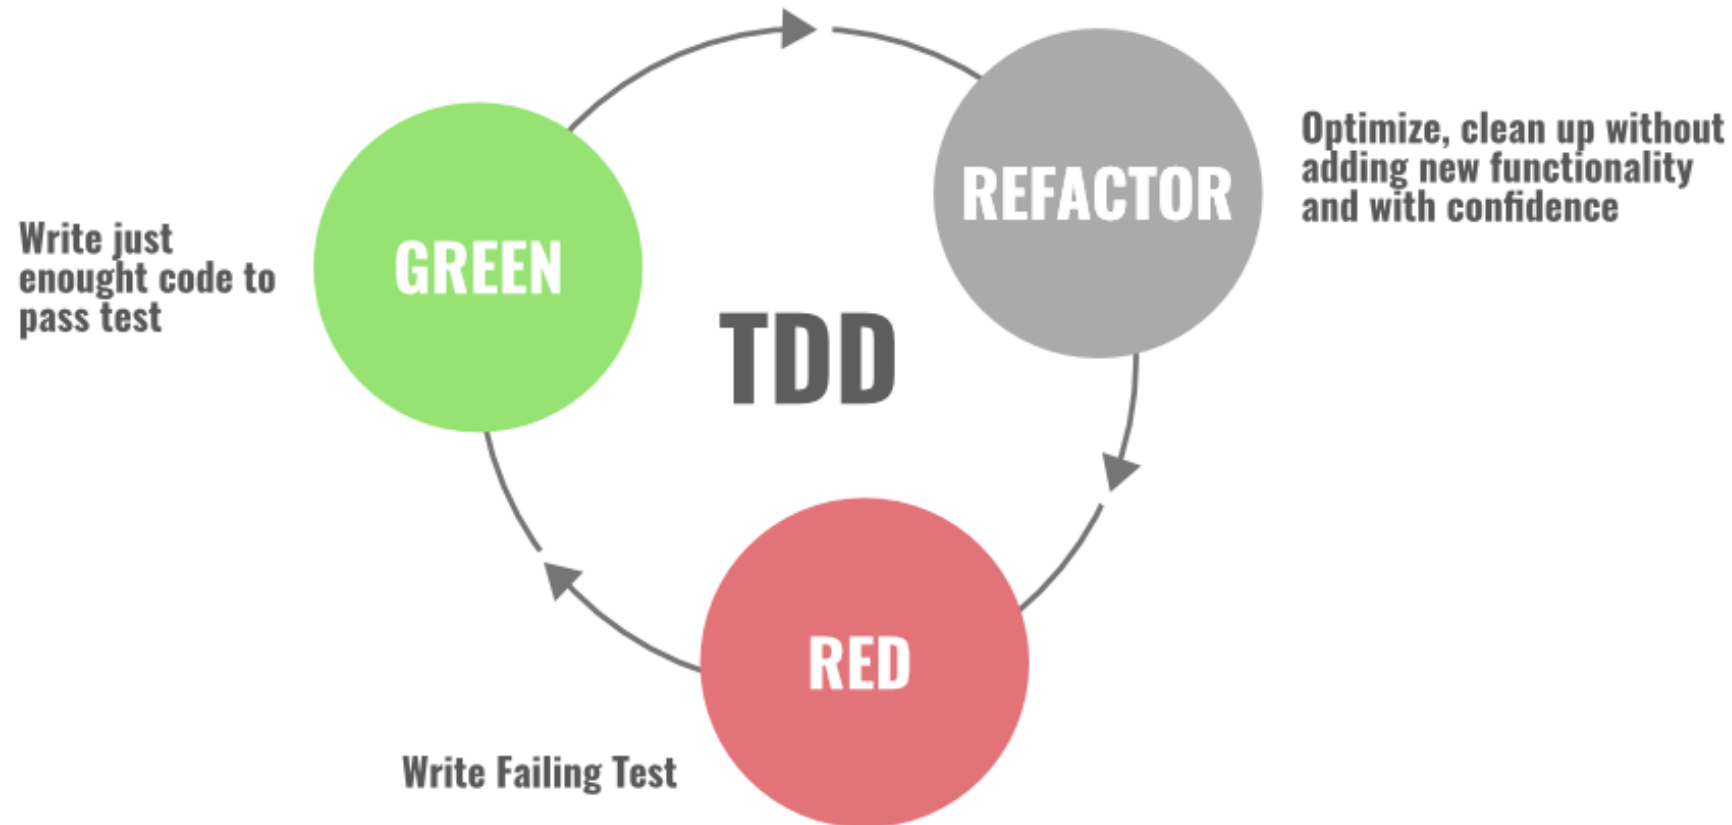 REFACTOR
Optimize, clean up without
adding new functionality
and with confidence
GREEN
Write just
enought code to
pass test
TDD
RED
Write Failing Test